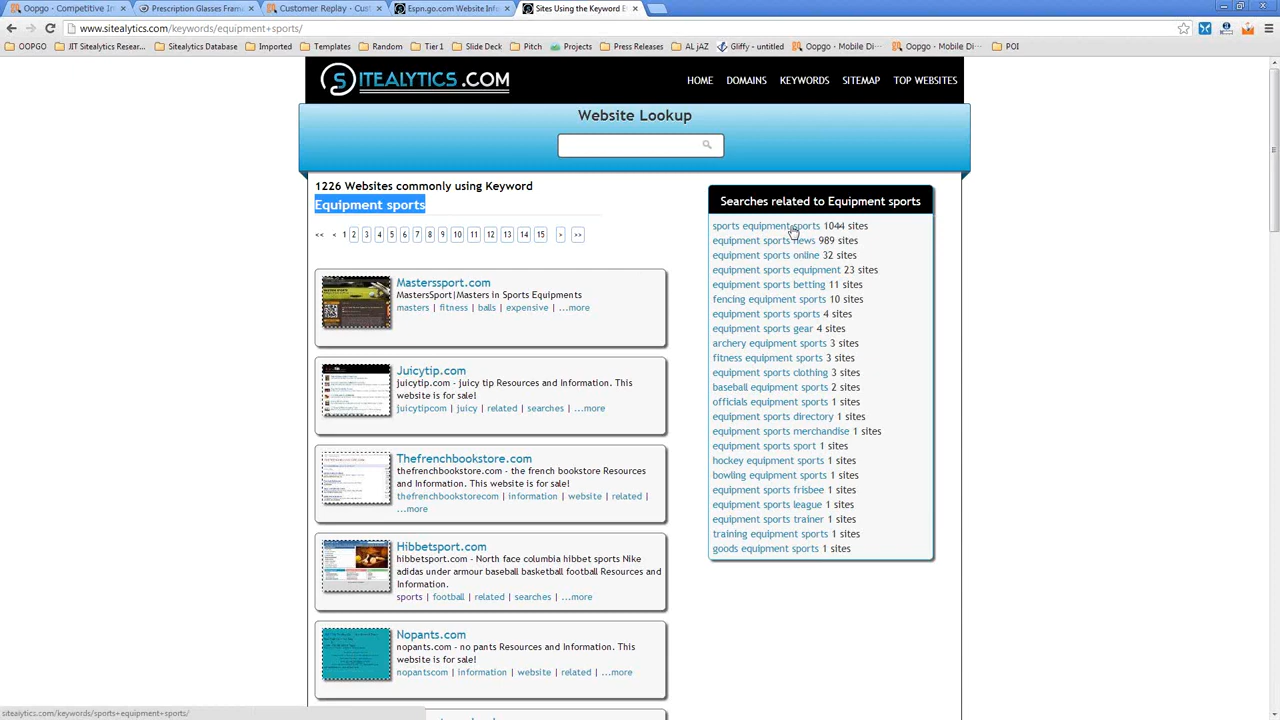 Oopgo - Competitive In
Prescription Glasses Fram
Customer Replay - Cust
Espn.go.com Website Info
Sites Using the Keyword E
www.sitealytics.com/keywords/equipment+sports/
OOPGO
JIT Sitealytics Resear...
Sitealytics Database
Imported
Templates
Random
Tier 1
Slide Deck
Pitch
Projects
Press Releases
AL jAZ
Gliffy - untitled
Oopgo - Mobile Di...
Oopgo - Mobile Di...
POI
SITEALYTICS.COM
HOME DOMAINS KEYWORDS SITEMAP TOP WEBSITES
Website Lookup
1226 Websites commonly using Keyword
Equipment sports
<< < 1 2 3 4 5 6 7 8 9 10 11 12 13 14 15 > >>
Masterssport.com
MastersSport|Masters in Sports Equipments
masters | fitness | balls | expensive | ...more
Juicytip.com
juicytip.com - juicy tip Resources and Information. This
website is for sale!
juicytipcom | juicy | related | searches | ...more
Thefrenchbookstore.com
thefrenchbookstore.com - the french bookstore Resources
and Information. This website is for sale!
thefrenchbookstorecom | information | website | related |
...more
Hibbetsport.com
hibbetsport.com - North face columbia hibbet sports Nike
adidas under armour baseball basketball football Resources and
Information.
sports | football | related | searches | ...more
Nopants.com
nopants.com - no pants Resources and Information. This
website is for sale!
nopantscom | information | website | related | ...more
Searches related to Equipment sports
sports equipment sports 1044 sites
equipment sports news 989 sites
equipment sports online 32 sites
equipment sports equipment 23 sites
equipment sports betting 11 sites
fencing equipment sports 10 sites
equipment sports sports 4 sites
equipment sports gear 4 sites
archery equipment sports 3 sites
fitness equipment sports 3 sites
equipment sports clothing 3 sites
baseball equipment sports 2 sites
officials equipment sports 1 sites
equipment sports directory 1 sites
equipment sports merchandise 1 sites
equipment sports sport 1 sites
hockey equipment sports 1 sites
bowling equipment sports 1 sites
equipment sports frisbee 1 sites
equipment sports league 1 sites
equipment sports trainer 1 sites
training equipment sports 1 sites
goods equipment sports 1 sites
sitealytics.com/keywords/sports+equipment+sports/